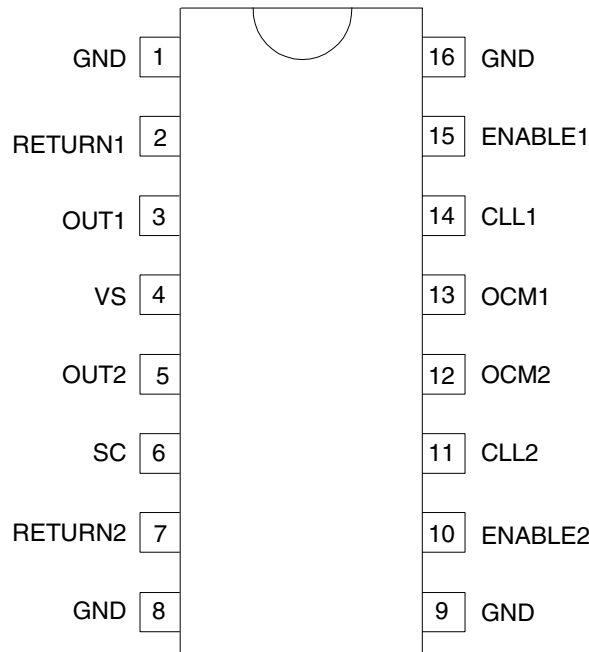 GND 1 16 GND
RETURN1 2 15 ENABLE1
OUT1 3 14 CLL1
VS 4 13 OCM1
OUT2 5 12 OCM2
SC 6 11 CLL2
RETURN2 7 10 ENABLE2
GND 8 9 GND